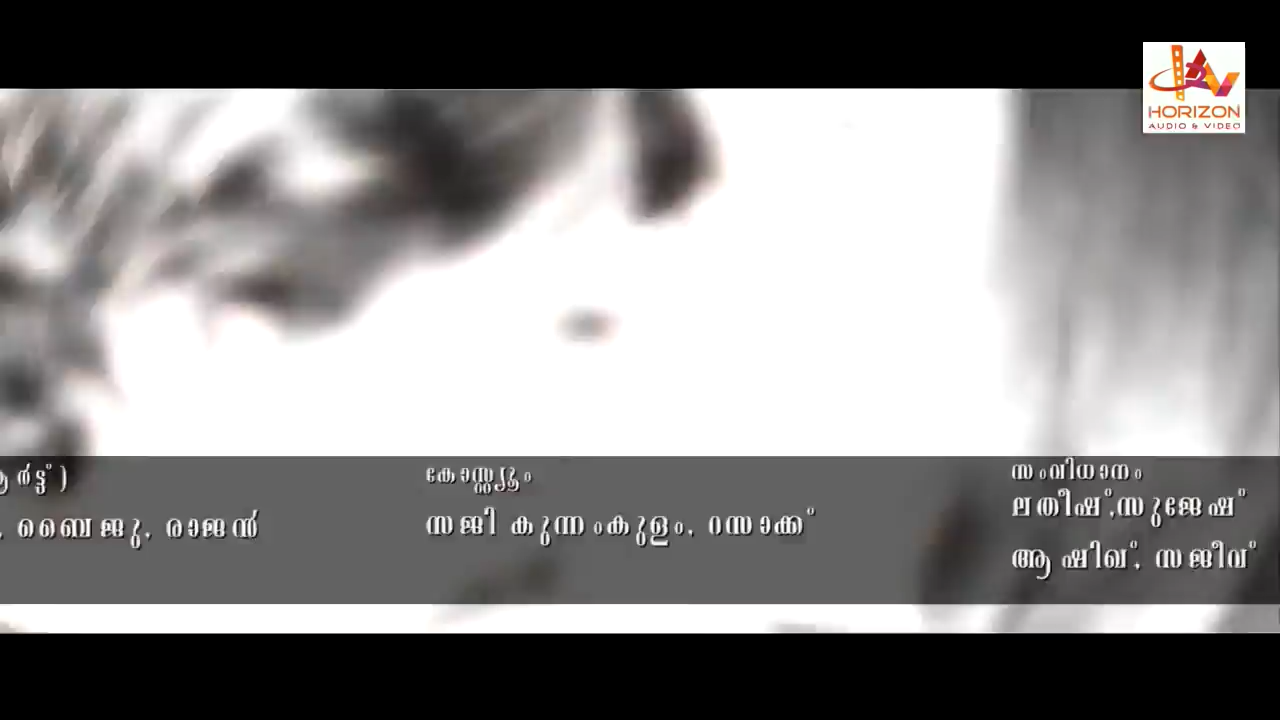 HORIZON
AUDIO & VIDEO
ർട്ട്)
ബൈജു, രാജൻ
കോസ്റ്റ്യൂം
സജി കുന്നംകുളം, റസാക്ക്
സംവിധാനം
ലതീഷ്,സുജേഷ്
ആഷിഖ്, സജീവ്